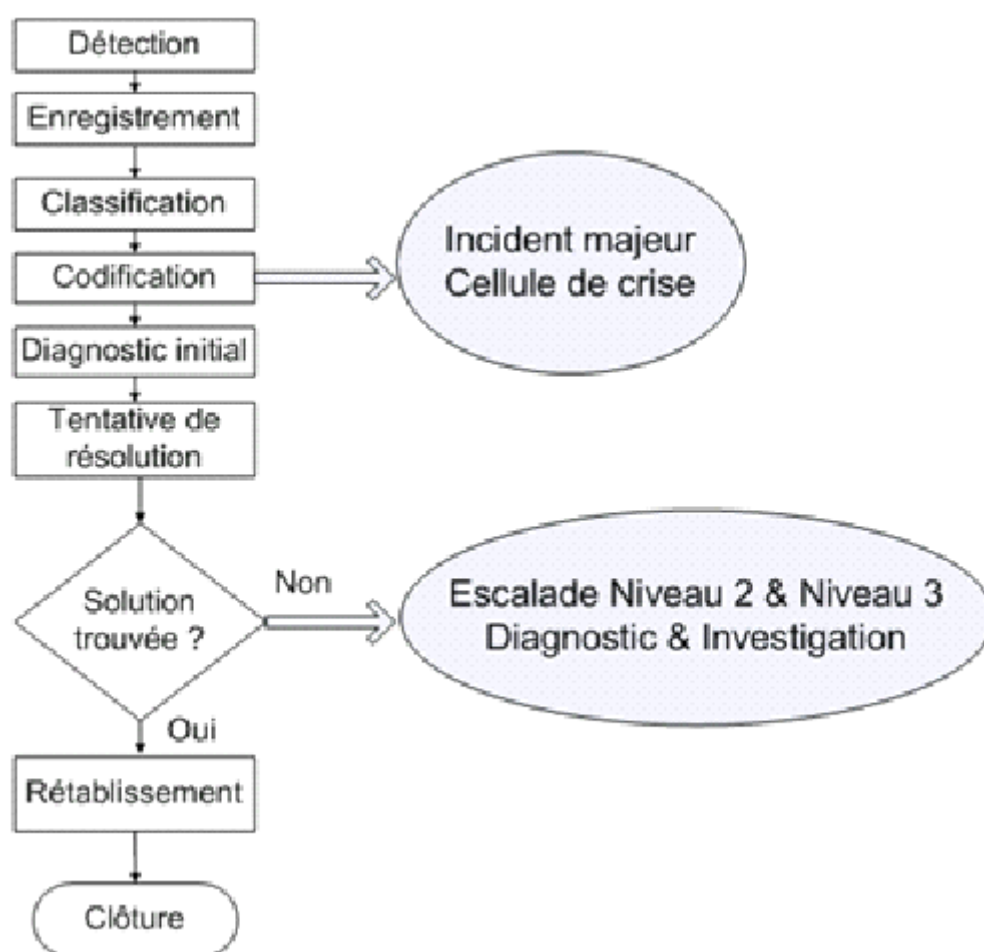 Détection
Enregistrement
Classification
Codification
Incident majeur
Cellule de crise
Diagnostic initial
Tentative de
résolution
Solution
trouvée ?
Non
Escalade Niveau 2 & Niveau 3
Diagnostic & Investigation
Oui
Rétablissement
Clôture